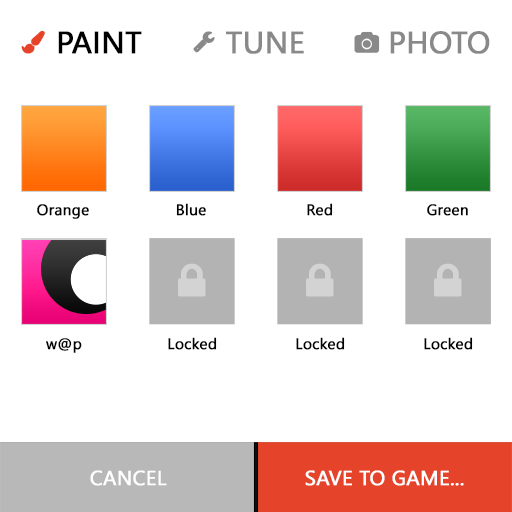 PAINT TUNE PHOTO
Orange Blue Red Green
w@p Locked Locked Locked
CANCEL SAVE TO GAME...